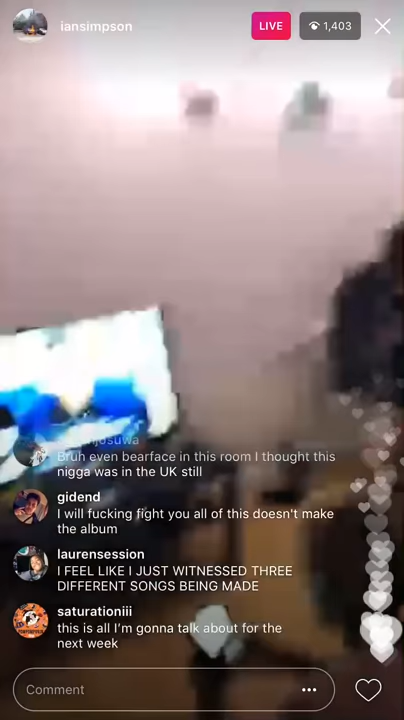 iansimpson
LIVE
1,403
Bruh even bearface in this room I thought this
nigga was in the UK still
gidend
I will fucking fight you all of this doesn't make
the album
laurensession
I FEEL LIKE I JUST WITNESSED THREE
DIFFERENT SONGS BEING MADE
saturationiii
this is all I'm gonna talk about for the
next week
Comment